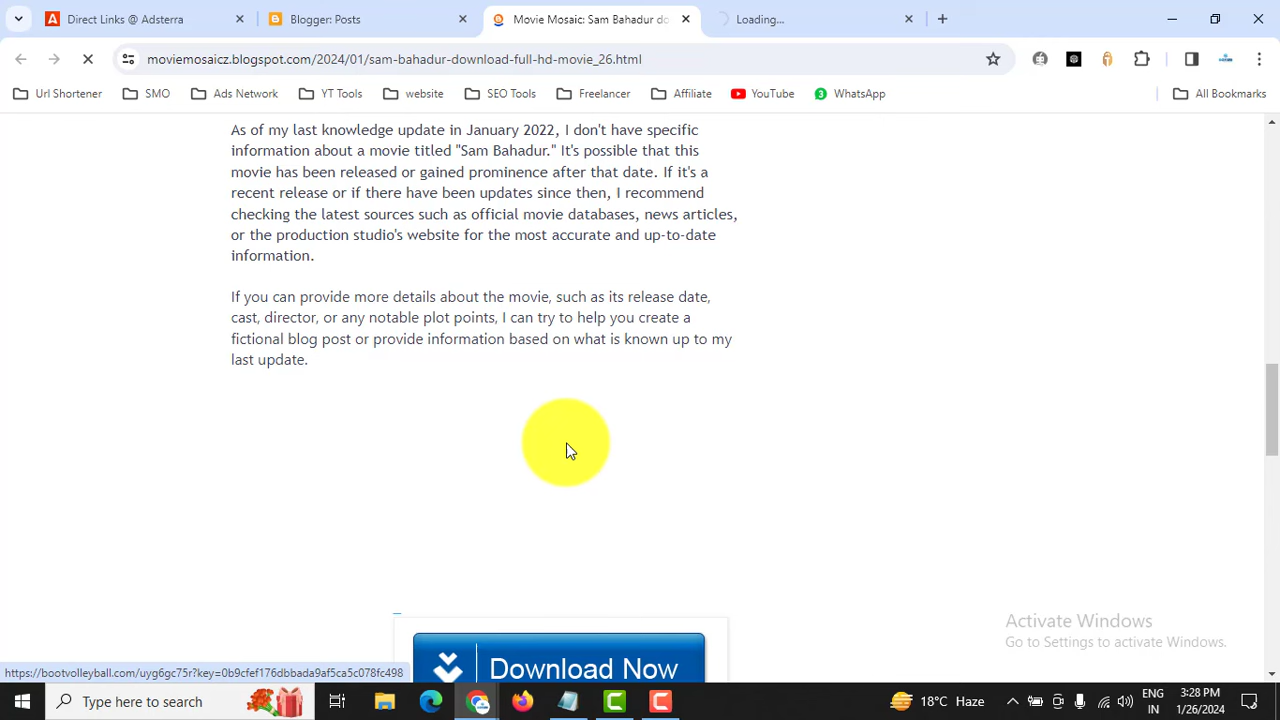 Direct Links @ Adsterra
Blogger: Posts
Movie Mosaic: Sam Bahadur do
Loading...
moviemosaicz.blogspot.com/2024/01/sam-bahadur-download-full-hd-movie_26.html
Url Shortener
SMO
Ads Network
YT Tools
website
SEO Tools
Freelancer
Affiliate
YouTube
WhatsApp
All Bookmarks
As of my last knowledge update in January 2022, I don't have specific
information about a movie titled "Sam Bahadur." It's possible that this
movie has been released or gained prominence after that date. If it's a
recent release or if there have been updates since then, I recommend
checking the latest sources such as official movie databases, news articles,
or the production studio's website for the most accurate and up-to-date
information.
If you can provide more details about the movie, such as its release date,
cast, director, or any notable plot points, I can try to help you create a
fictional blog post or provide information based on what is known up to my
last update.
Download Now
Activate Windows
Go to Settings to activate Windows.
https://bootvolleyball.com/uyg6gc75r?key=0b9cfef176dbbada9af5ca5c078fc498
Type here to search
18°C Haze
ENG
IN
3:28 PM
1/26/2024